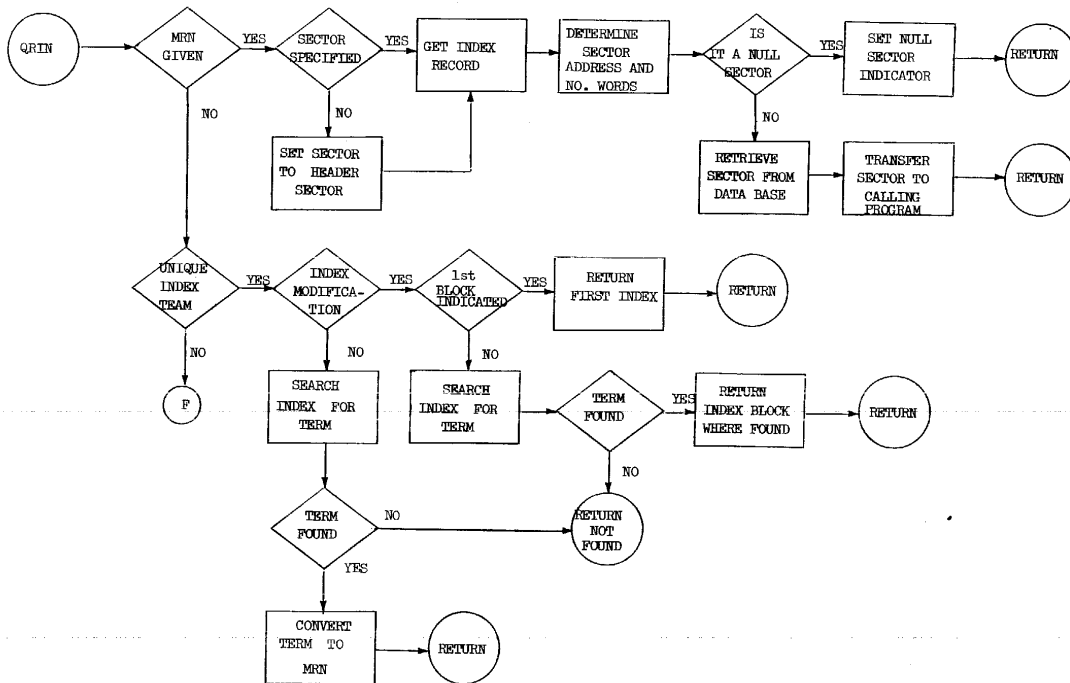 QRIN
MRN
GIVEN
YES
SECTOR
SPECIFIED
YES
GET INDEX
RECORD
DETERMINE
SECTOR
ADDRESS AND
NO. WORDS
IS
IT A NULL
SECTOR
YES
SET NULL
SECTOR
INDICATOR
RETURN
NO
NO
NO
SET SECTOR
TO HEADER
SECTOR
RETRIEVE
SECTOR FROM
DATA BASE
TRANSFER
SECTOR TO
CALLING
PROGRAM
RETURN
UNIQUE
INDEX
TEAM
YES
INDEX
MODIFICA-
TION
YES
1st
BLOCK
INDICATED
YES
RETURN
FIRST INDEX
RETURN
NO
NO
NO
F
SEARCH
INDEX FOR
TERM
SEARCH
INDEX FOR
TERM
TERM
FOUND
YES
RETURN
INDEX BLOCK
WHERE FOUND
RETURN
NO
TERM
FOUND
NO
RETURN
NOT
FOUND
YES
CONVERT
TERM TO
MRN
RETURN